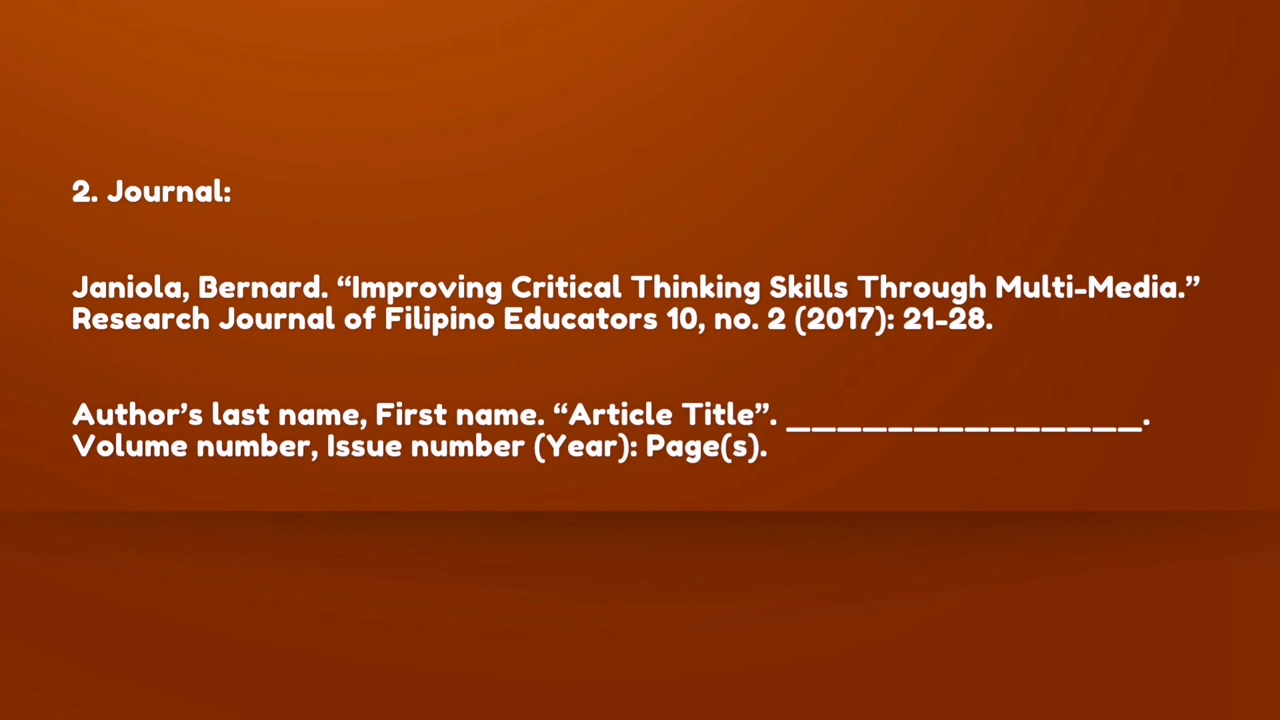 2. Journal:
Janiola, Bernard. “Improving Critical Thinking Skills Through Multi-Media.”
Research Journal of Filipino Educators 10, no. 2 (2017): 21-28.
Author’s last name, First name. “Article Title”. ______________.
Volume number, Issue number (Year): Page(s).